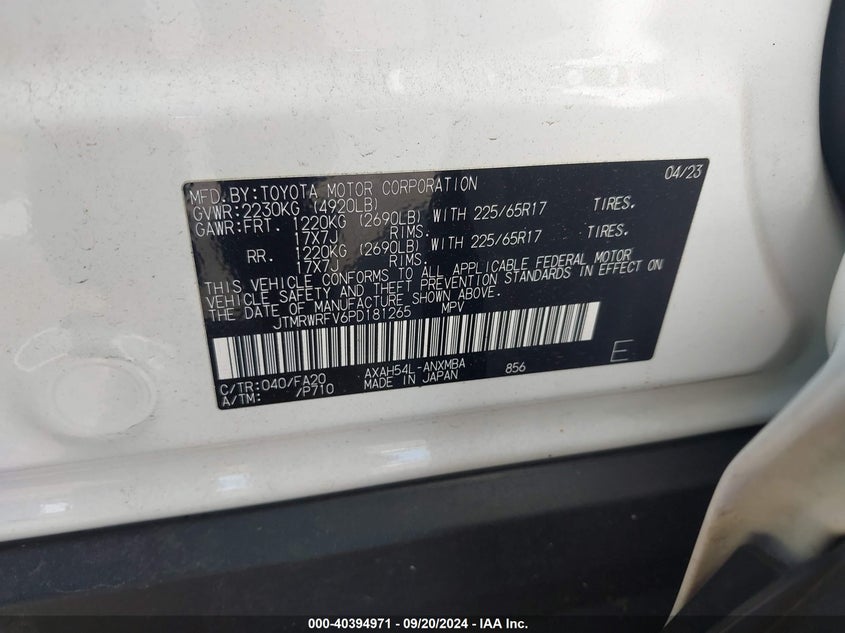 MFD.BY:TOYOTA MOTOR CORPORATION 04/23
GVWR:2230KG (4920LB)
GAWR:FRT. 1220KG (2690LB) WITH 225/65R17 TIRES.
17X7J RIMS.
RR. 1220KG (2690LB) WITH 225/65R17 TIRES.
17X7J RIMS.
THIS VEHICLE CONFORMS TO ALL APPLICABLE FEDERAL MOTOR
VEHICLE SAFETY AND THEFT PREVENTION STANDARDS IN EFFECT ON
THE DATE OF MANUFACTURE SHOWN ABOVE.
JTMRWRFV6PD181265 MPV
C/TR:040/FA20 AXAH54L-ANXMBA 856 E
A/TM: /P710 MADE IN JAPAN
000-40394971 - 09/20/2024 - IAA Inc.